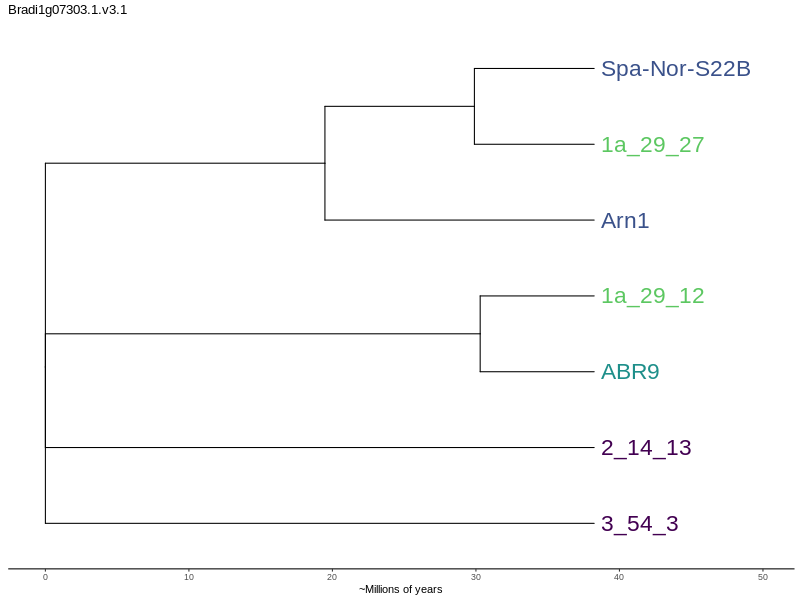 Bradi1g07303.1.v3.1
Spa-Nor-S22B
1a_29_27
Arn1
1a_29_12
ABR9
2_14_13
3_54_3
0 10 20 30 40 50
~Millions of years